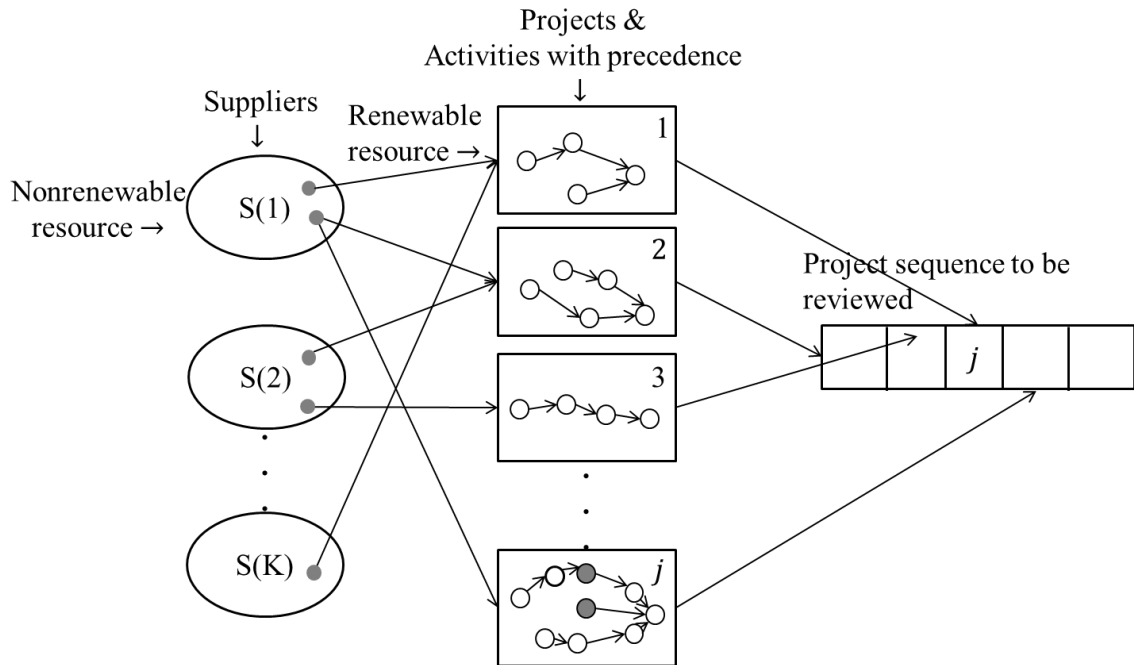 Projects &
Activities with precedence
↓
Suppliers
↓
Renewable
resource →
Nonrenewable
resource →
S(1)
S(2)
S(K)
1
2
3
j
Project sequence to be
reviewed
j